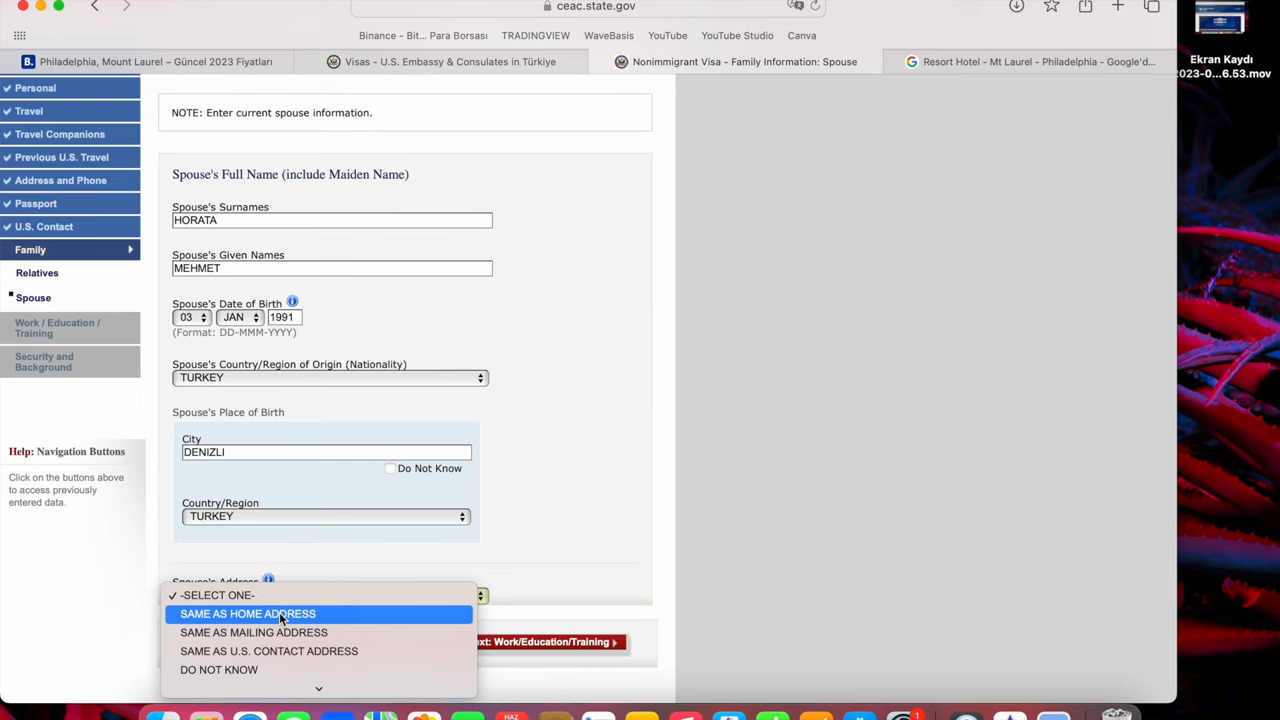 ceac.state.gov
Binance - Bit... Para Borsası
TRADINGVIEW
WaveBasis
YouTube
YouTube Studio
Canva
B. Philadelphia, Mount Laurel – Güncel 2023 Fiyatları
Visas - U.S. Embassy & Consulates in Türkiye
Nonimmigrant Visa - Family Information: Spouse
Resort Hotel - Mt Laurel - Philadelphia - Google'd...
Ekran Kaydı
2023-0...6.53.mov
Personal
Travel
Travel Companions
Previous U.S. Travel
Address and Phone
Passport
U.S. Contact
Family
Relatives
Spouse
Work / Education /
Training
Security and
Background
Help: Navigation Buttons
Click on the buttons above
to access previously
entered data.
NOTE: Enter current spouse information.
Spouse's Full Name (include Maiden Name)
Spouse's Surnames
HORATA
Spouse's Given Names
MEHMET
Spouse's Date of Birth
03 JAN 1991
(Format: DD-MMM-YYYY)
Spouse's Country/Region of Origin (Nationality)
TURKEY
Spouse's Place of Birth
City
DENIZLI
Do Not Know
Country/Region
TURKEY
Spouse's Address
-SELECT ONE-
SAME AS HOME ADDRESS
SAME AS MAILING ADDRESS
SAME AS U.S. CONTACT ADDRESS
DO NOT KNOW
ext: Work/Education/Training
HAZ
1